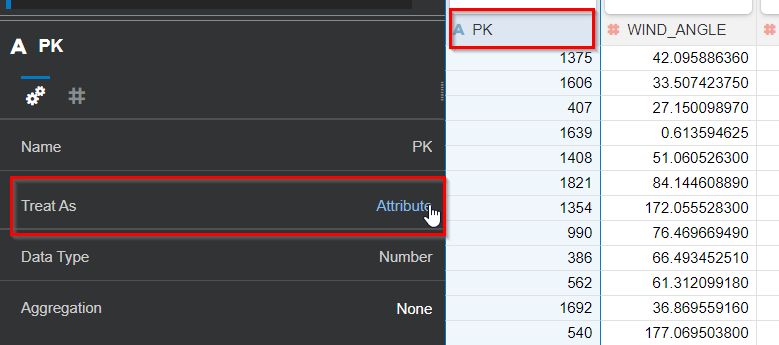 A PK
Name PK
Treat As Attribute
Data Type Number
Aggregation None
A PK # WIND_ANGLE #
1375 42.095886360
1606 33.507423750
407 27.150098970
1639 0.613594625
1408 51.060526300
1821 84.144608890
1354 172.055528300
990 76.469669490
386 66.493452510
562 61.312099180
1692 36.869559160
540 177.069503800